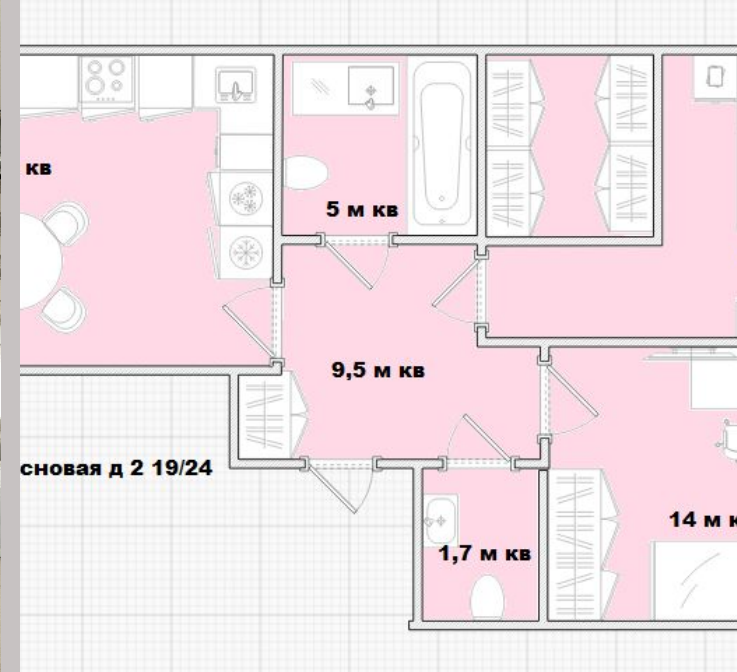 кв
5 м кв
9,5 м кв
сновая д 2 19/24
14 м к
1,7 м кв